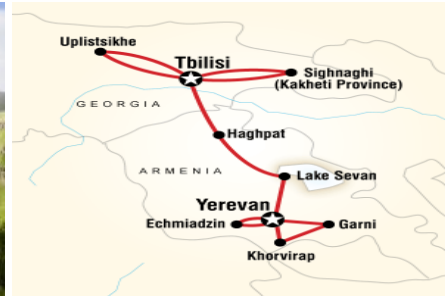 Uplistsikhe
Tbilisi
Sighnaghi
(Kakheti Province)
GEORGIA
Haghpat
ARMENIA
Lake Sevan
Yerevan
Echmiadzin
Garni
Khorvirap